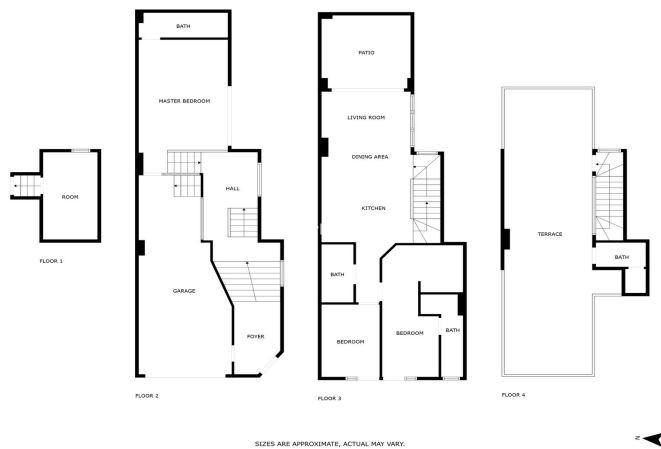 ROOM
FLOOR 1
BATH
MASTER BEDROOM
HALL
GARAGE
FOYER
FLOOR 2
PATIO
LIVING ROOM
DINING AREA
KITCHEN
BATH
BEDROOM
BEDROOM
BATH
FLOOR 3
TERRACE
BATH
FLOOR 4
SIZES ARE APPROXIMATE, ACTUAL MAY VARY.
N